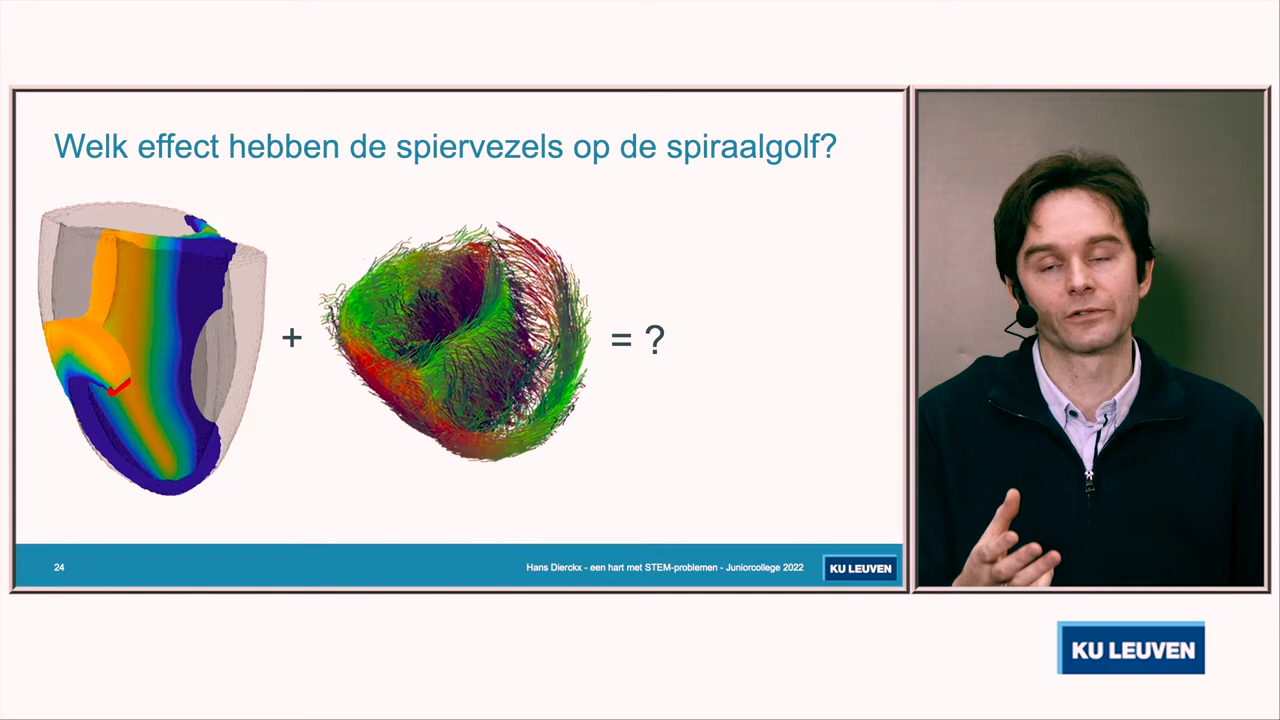 Welk effect hebben de spiervezels op de spiraalgolf?
+
= ?
24
Hans Dierckx - een hart met STEM-problemen - Juniorcollege 2022
KU LEUVEN
KU LEUVEN